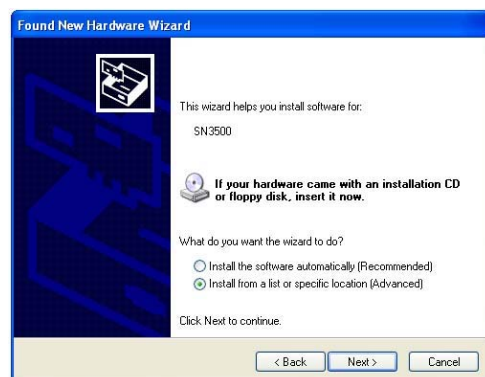 Found New Hardware Wizard
This wizard helps you install software for:
SN3500
If your hardware came with an installation CD
or floppy disk, insert it now.
What do you want the wizard to do?
Install the software automatically (Recommended)
Install from a list or specific location (Advanced)
Click Next to continue.
< Back Next > Cancel